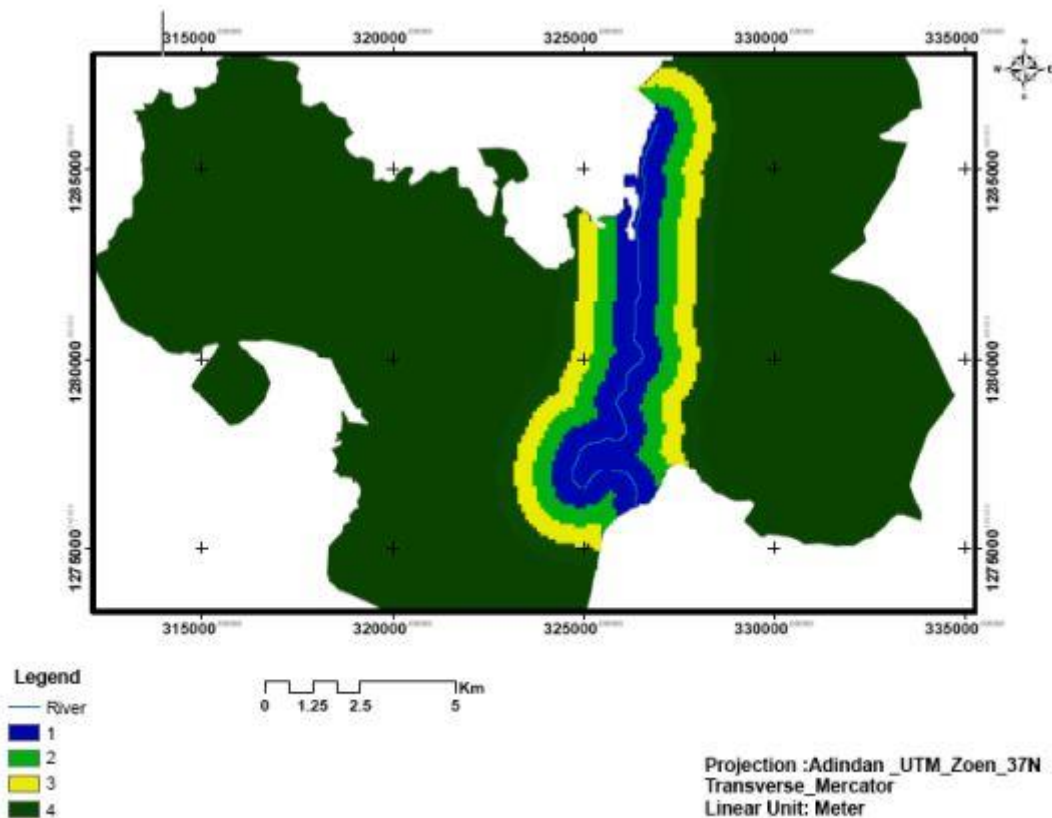 315000 320000 325000 330000 335000
1285000 1285000
1280000 1280000
1275000 1275000
315000 320000 325000 330000 335000
Legend
River
1
2
3
4
Km
0 1.25 2.5 5
Projection :Adindan _UTM_Zoen_37N
Transverse_Mercator
Linear Unit: Meter